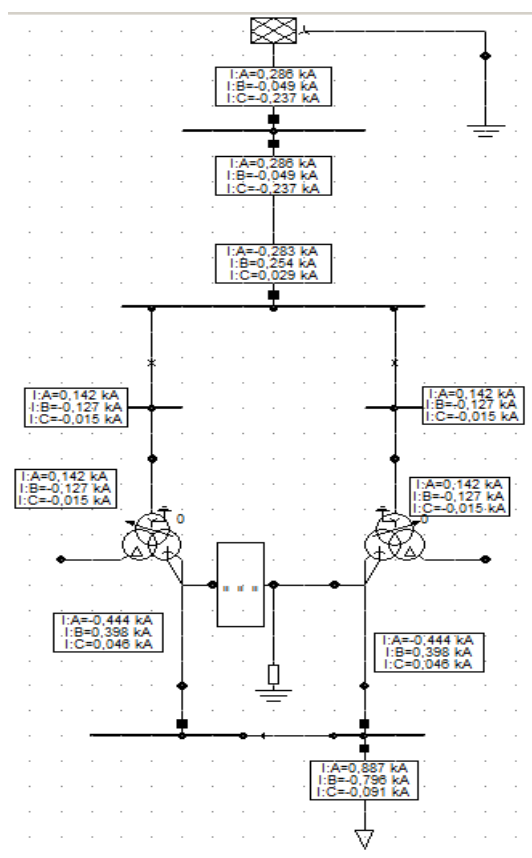 I:A=0,286 kA
I:B=-0,049 kA
I:C=-0,237 kA
I:A=0,286 kA
I:B=-0,049 kA
I:C=-0,237 kA
I:A=-0,283 kA
I:B=0,254 kA
I:C=0,029 kA
I:A=0,142 kA
I:B=-0,127 kA
I:C=-0,015 kA
I:A=0,142 kA
I:B=-0,127 kA
I:C=-0,015 kA
I:A=0,142 kA
I:B=-0,127 kA
I:C=-0,015 kA
0
I:A=0,142 kA
I:B=-0,127 kA
I:C=-0,015 kA
0
I:A=-0,444 kA
I:B=0,398 kA
I:C=0,046 kA
I:A=-0,444 kA
I:B=0,398 kA
I:C=0,046 kA
I:A=0,887 kA
I:B=-0,796 kA
I:C=-0,091 kA